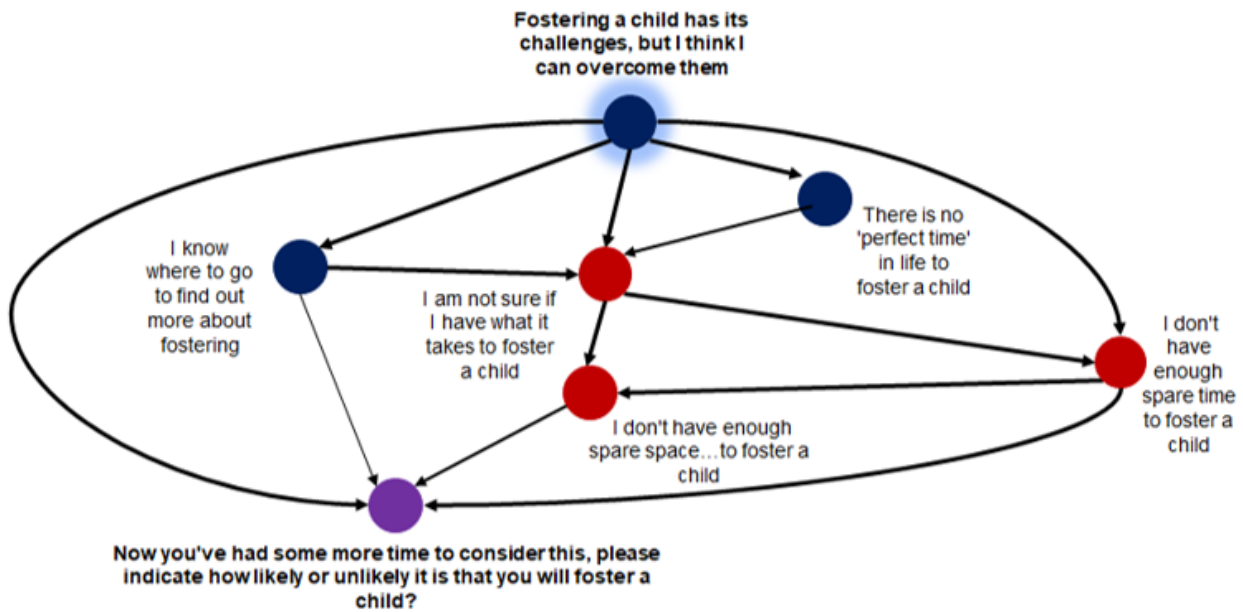 Fostering a child has its
challenges, but I think I
can overcome them
There is no
'perfect time'
in life to
foster a child
I know
where to go
to find out
more about
fostering
I am not sure if
I have what it
takes to foster
a child
I don't
have
enough
spare time
to foster a
child
I don't have enough
spare space...to foster a
child
Now you've had some more time to consider this, please
indicate how likely or unlikely it is that you will foster a
child?